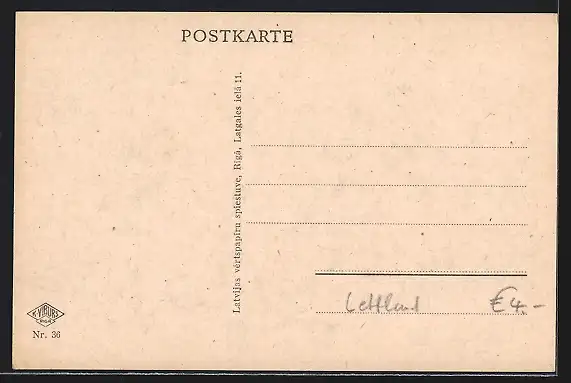 POSTKARTE
Latvijas vērtspapīru spiestuve, Rīgā, Latgales ielā 11.
Lettland €4.-
Nr. 36